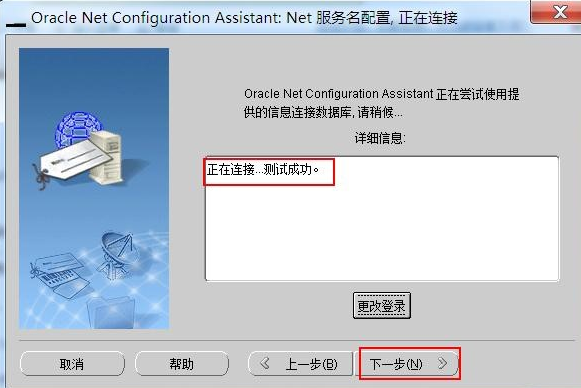 Oracle Net Configuration Assistant: Net 服务名配置, 正在连接
Oracle Net Configuration Assistant 正在尝试使用提
供的信息连接数据库, 请稍候...
详细信息:
正在连接...测试成功。
更改登录
取消
帮助
上一步(B)
下一步(N)